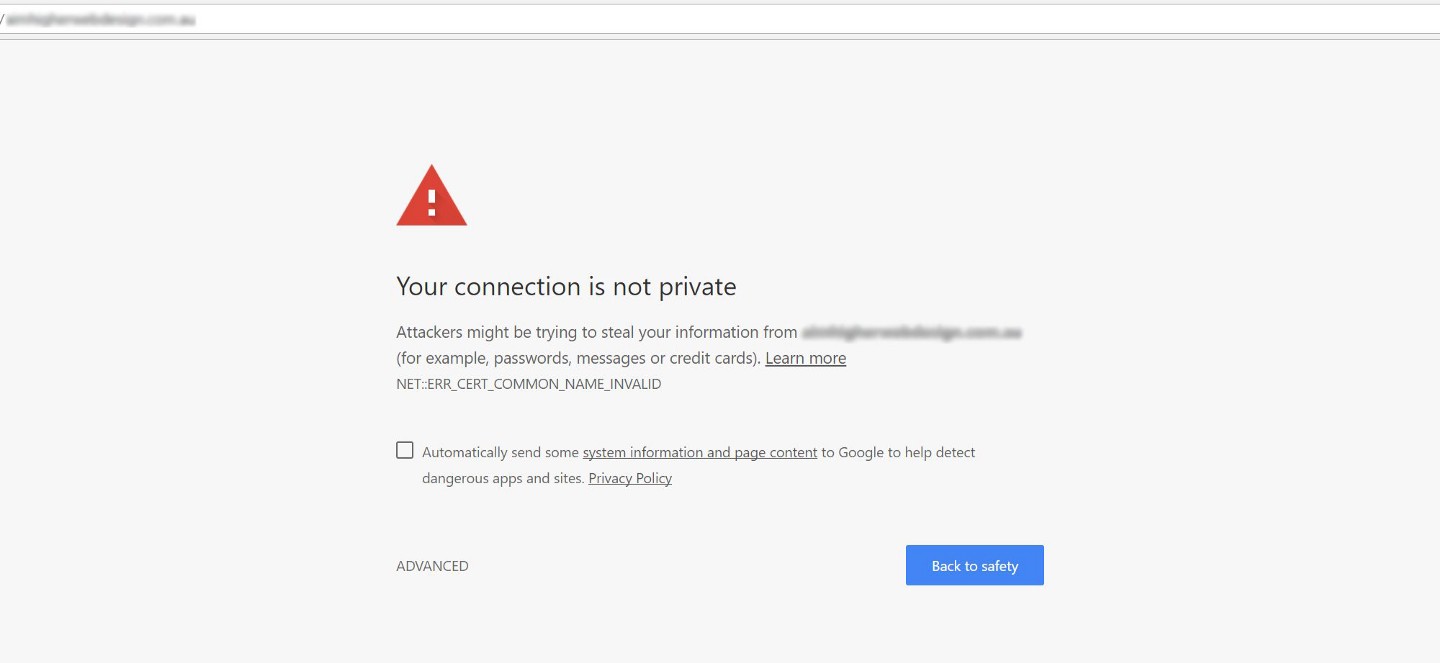 Your connection is not private
Attackers might be trying to steal your information from
(for example, passwords, messages or credit cards). Learn more
NET::ERR_CERT_COMMON_NAME_INVALID
Automatically send some system information and page content to Google to help detect
dangerous apps and sites. Privacy Policy
ADVANCED
Back to safety